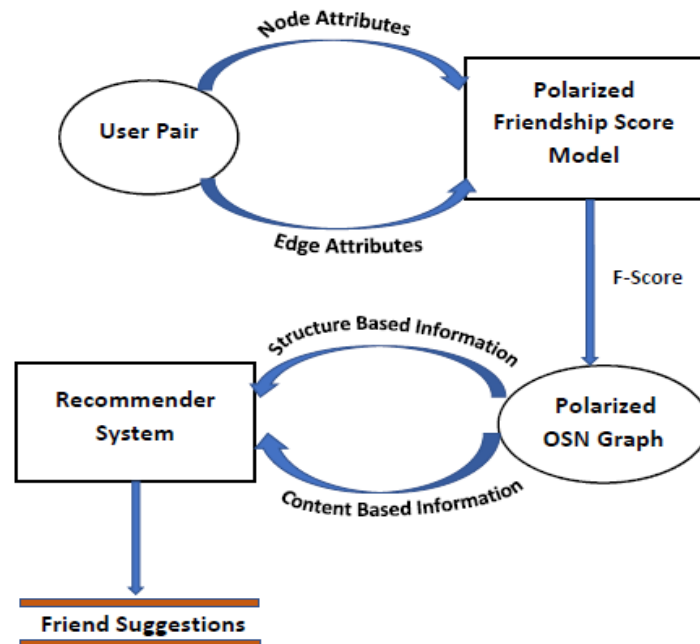 Node Attributes
User Pair
Polarized
Friendship Score
Model
Edge Attributes
F-Score
Structure Based Information
Recommender
System
Polarized
OSN Graph
Content Based Information
Friend Suggestions